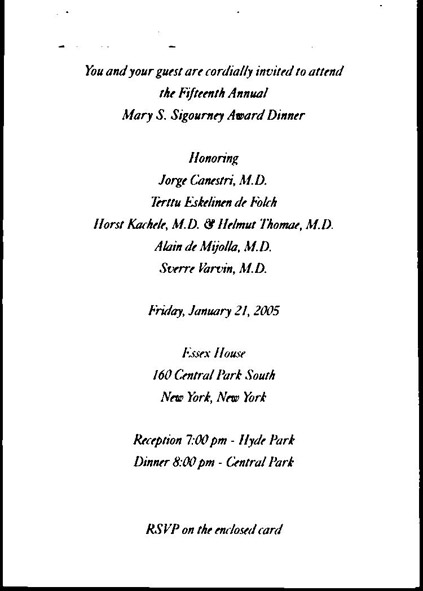 You and your guest are cordially invited to attend
the Fifteenth Annual
Mary S. Sigourney Award Dinner
Honoring
Jorge Canestri, M.D.
Terttu Eskelinen de Folch
Horst Kachele, M.D. & Helmut Thomae, M.D.
Alain de Mijolla, M.D.
Sverre Varvin, M.D.
Friday, January 21, 2005
Essex House
160 Central Park South
New York, New York
Reception 7:00 pm - Hyde Park
Dinner 8:00 pm - Central Park
RSVP on the enclosed card